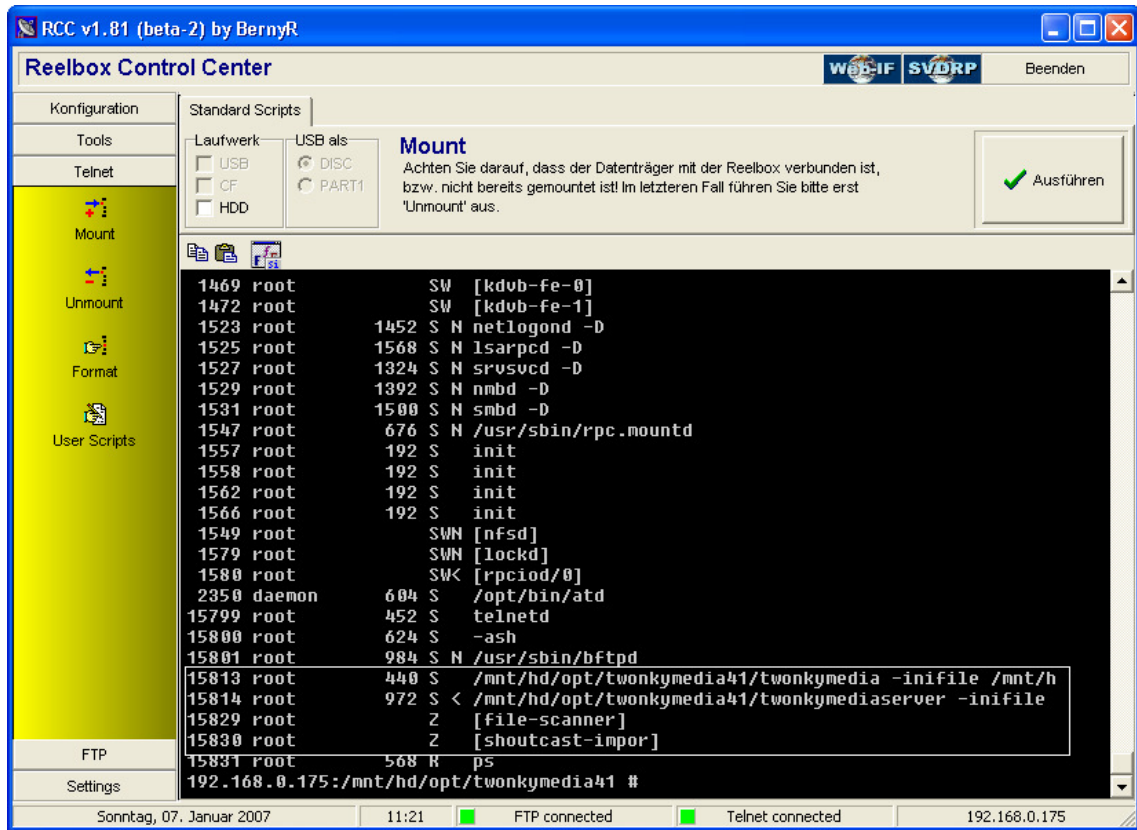 RCC v1.81 (beta-2) by BernyR
Reelbox Control Center
Web-IF SVDRP Beenden
Konfiguration
Tools
Telnet
Mount
Unmount
Format
User Scripts
FTP
Settings
Standard Scripts
Laufwerk
USB
CF
HDD
USB als
DISC
PART1
Mount
Achten Sie darauf, dass der Datenträger mit der Reelbox verbunden ist,
bzw. nicht bereits gemountet ist! Im letzteren Fall führen Sie bitte erst
'Unmount' aus.
Ausführen
1469 root SW [kdvb-fe-0]
1472 root SW [kdvb-fe-1]
1523 root 1452 S N netlogond -D
1525 root 1568 S N lsarpcd -D
1527 root 1324 S N srvsvcd -D
1529 root 1392 S N nmbd -D
1531 root 1500 S N smbd -D
1547 root 676 S N /usr/sbin/rpc.mountd
1557 root 192 S init
1558 root 192 S init
1562 root 192 S init
1566 root 192 S init
1549 root SWN [nfsd]
1579 root SWN [lockd]
1580 root SW< [rpciod/0]
2350 daemon 604 S /opt/bin/atd
15799 root 452 S telnetd
15800 root 624 S -ash
15801 root 984 S N /usr/sbin/bftpd
15813 root 440 S /mnt/hd/opt/twonkymedia41/twonkymedia -inifile /mnt/h
15814 root 972 S < /mnt/hd/opt/twonkymedia41/twonkymediaserver -inifile
15829 root Z [file-scanner]
15830 root Z [shoutcast-impor]
15831 root 568 R ps
192.168.0.175:/mnt/hd/opt/twonkymedia41 #
Sonntag, 07. Januar 2007 11:21 FTP connected Telnet connected 192.168.0.175